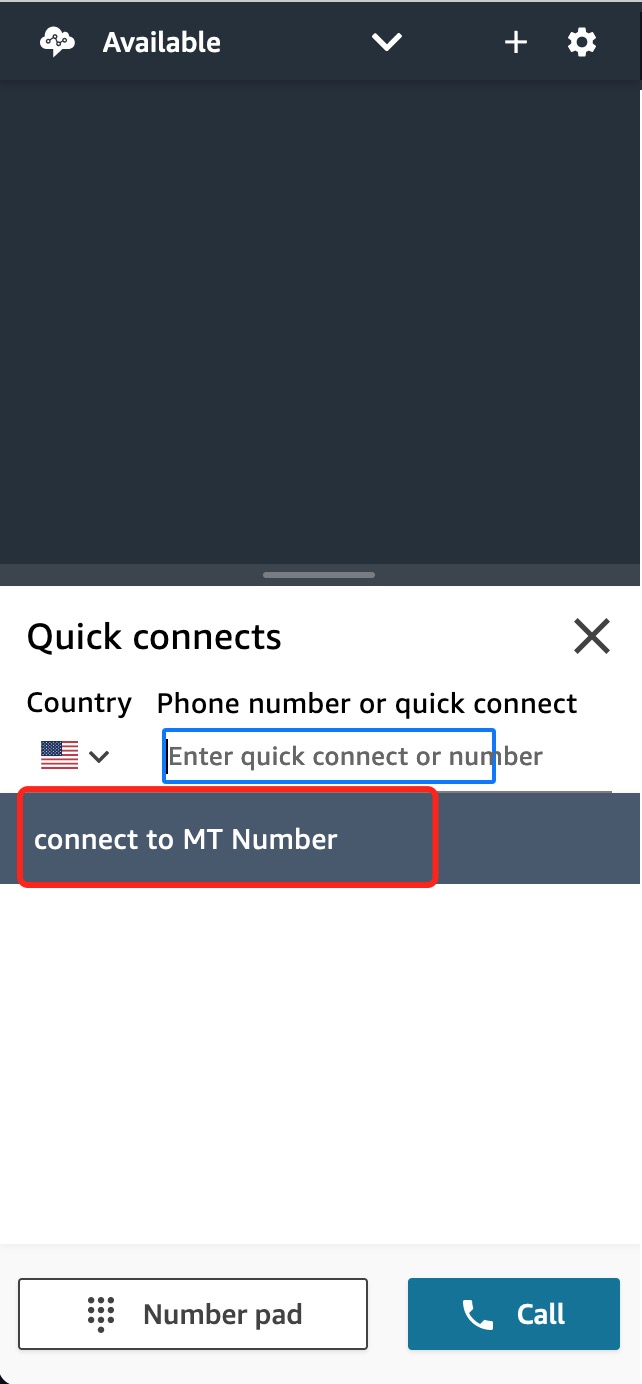 Available
Quick connects
Country Phone number or quick connect
Enter quick connect or number
connect to MT Number
Number pad Call